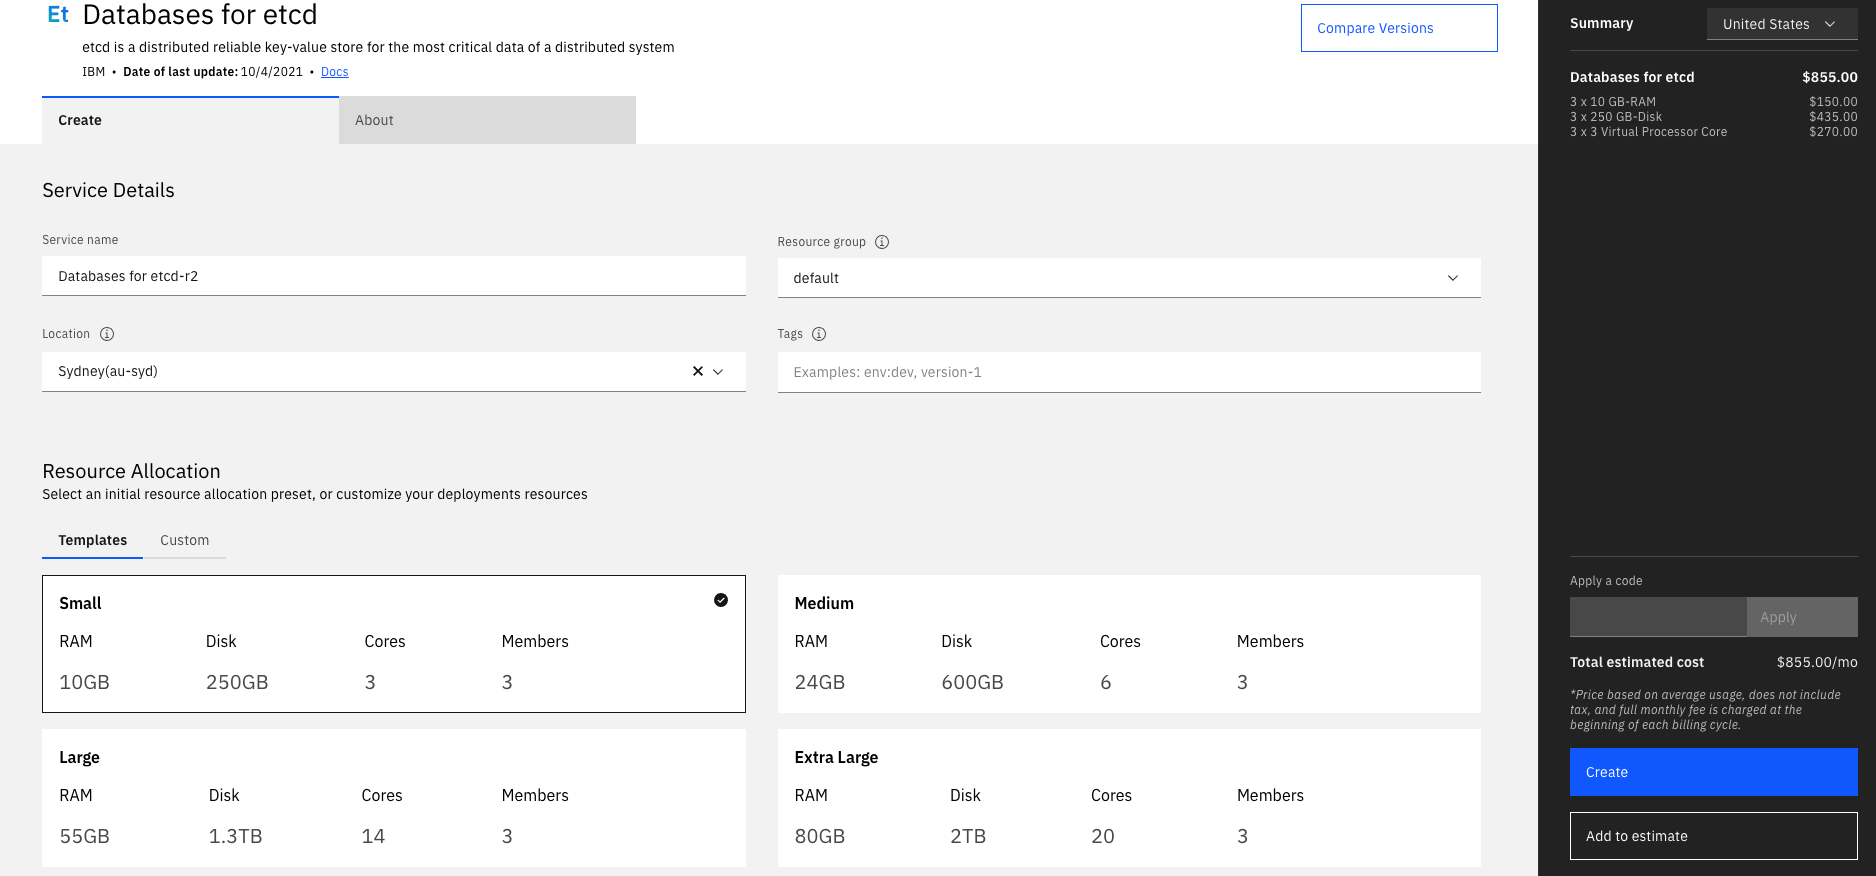 Et Databases for etcd
etcd is a distributed reliable key-value store for the most critical data of a distributed system
IBM • Date of last update: 10/4/2021 • Docs
Compare Versions
Create About
Service Details
Service name
Databases for etcd-r2
Resource group
default
Location
Sydney(au-syd)
Tags
Examples: env:dev, version-1
Resource Allocation
Select an initial resource allocation preset, or customize your deployments resources
Templates Custom
Small
RAM Disk Cores Members
10GB 250GB 3 3
Medium
RAM Disk Cores Members
24GB 600GB 6 3
Large
RAM Disk Cores Members
55GB 1.3TB 14 3
Extra Large
RAM Disk Cores Members
80GB 2TB 20 3
Summary United States
Databases for etcd $855.00
3 x 10 GB-RAM $150.00
3 x 250 GB-Disk $435.00
3 x 3 Virtual Processor Core $270.00
Apply a code
Apply
Total estimated cost $855.00/mo
*Price based on average usage, does not include
tax, and full monthly fee is charged at the
beginning of each billing cycle.
Create
Add to estimate